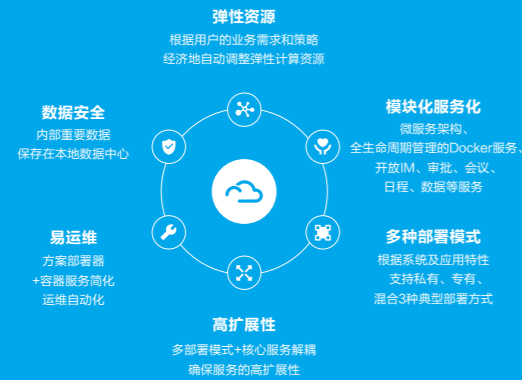 弹性资源
根据用户的业务需求和策略
经济地自动调整弹性计算资源
数据安全
内部重要数据
保存在本地数据中心
模块化服务化
微服务架构、
全生命周期管理的Docker服务、
开放IM、审批、会议、
日程、数据等服务
易运维
方案部署器
+容器服务简化
运维自动化
多种部署模式
根据系统及应用特性
支持私有、专有、
混合3种典型部署方式
高扩展性
多部署模式+核心服务解耦
确保服务的高扩展性